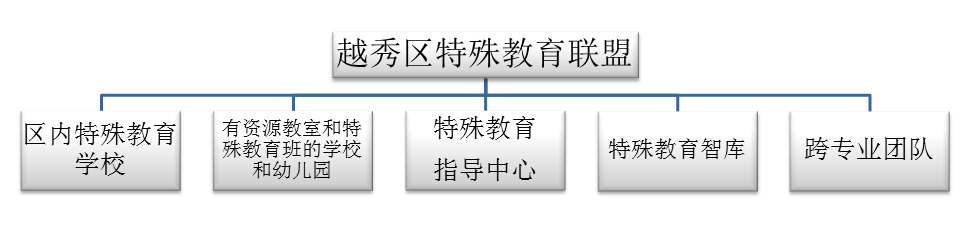 越秀区特殊教育联盟
区内特殊教育
学校
有资源教室和特
殊教育班的学校
和幼儿园
特殊教育
指导中心
特殊教育智库
跨专业团队